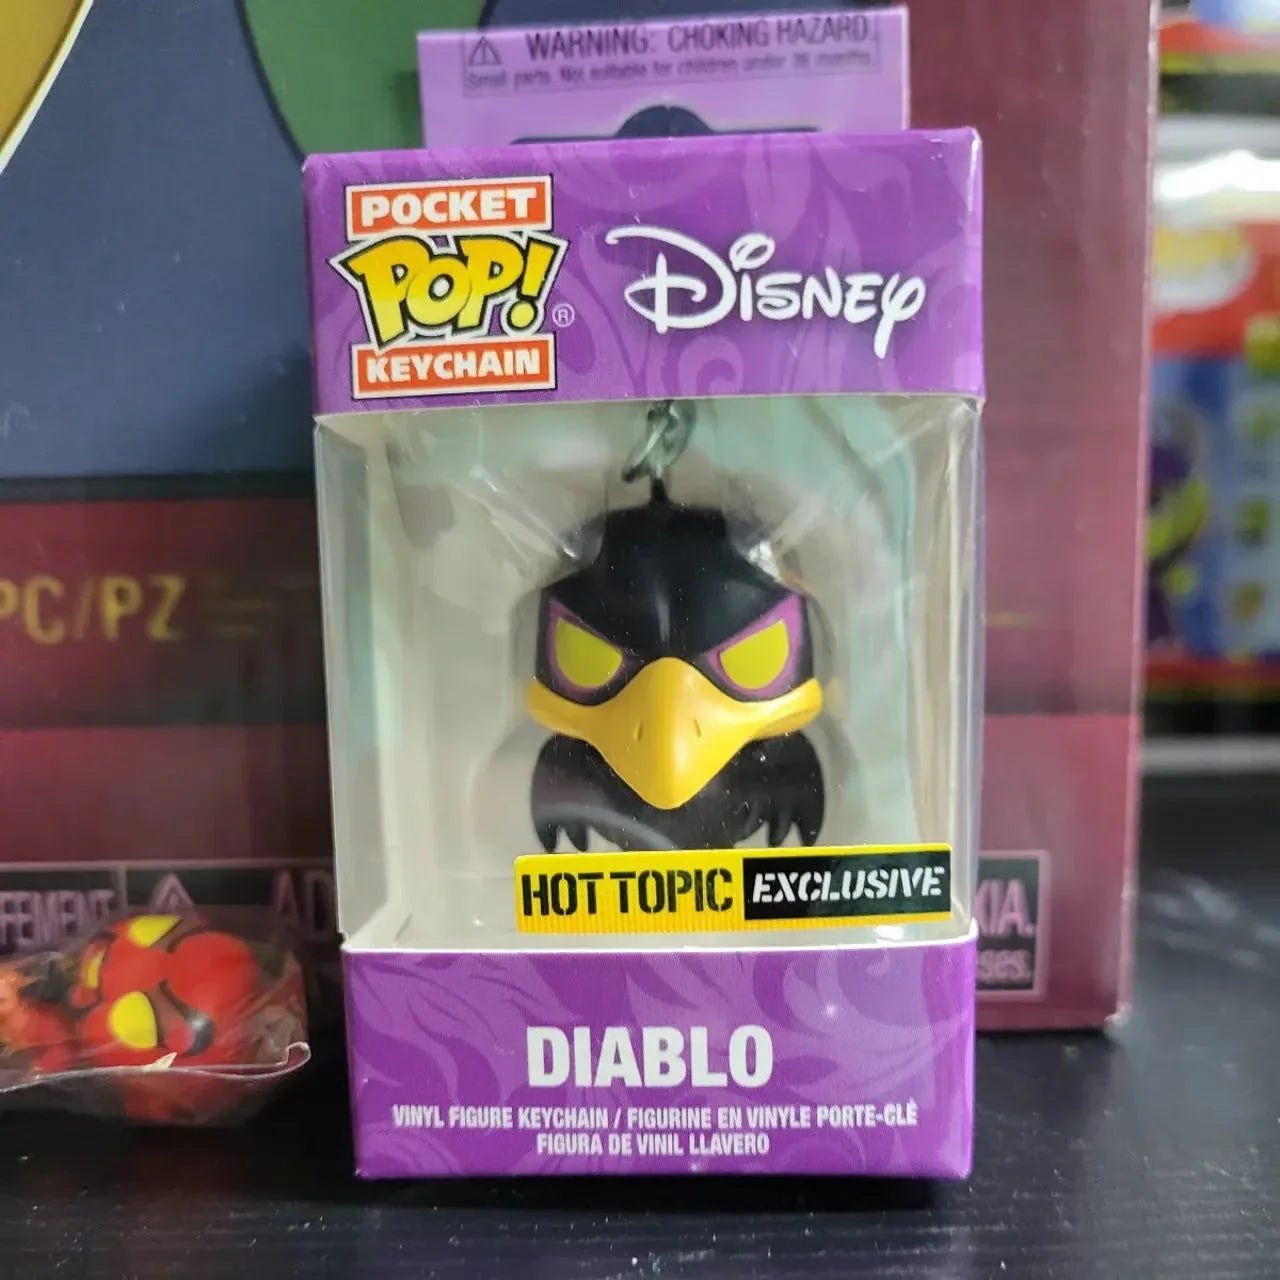 WARNING: CHOKING HAZARD.
Small parts. Not suitable for children under 36 months.
POCKET
POP!®
KEYCHAIN
Disney
PC/PZ
HOT TOPIC EXCLUSIVE
DIABLO
VINYL FIGURE KEYCHAIN / FIGURINE EN VINYLE PORTE-CLÉ
FIGURA DE VINIL LLAVERO